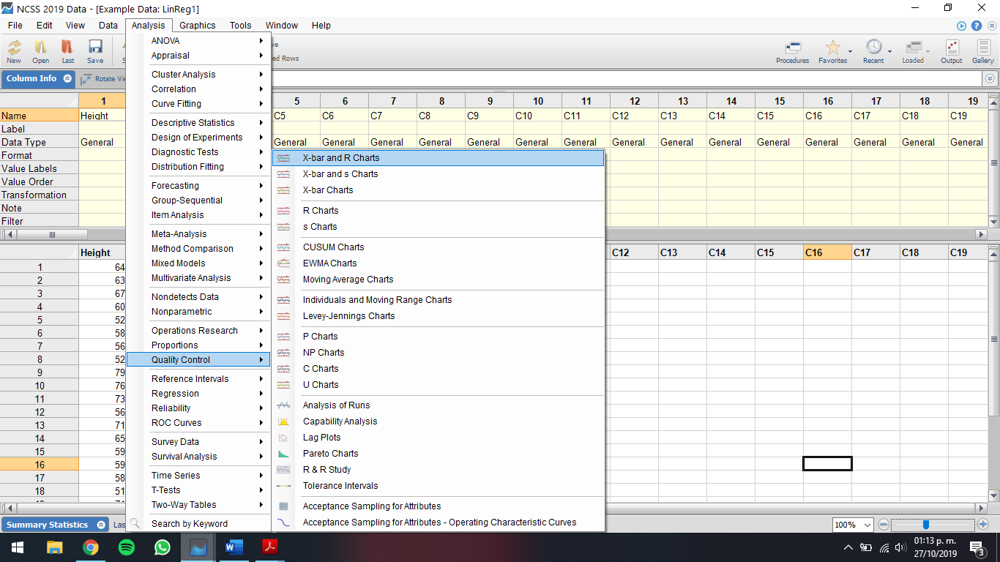 NCSS 2019 Data - [Example Data: LinReg1]
File Edit View Data Analysis Graphics Tools Window Help
New Open Last Save
Rows
Procedures Favorites Recent Loaded Output Gallery
Column Info
Rotate
1 5 6 7 8 9 10 11 12 13 14 15 16 17 18 19
Name Height C5 C6 C7 C8 C9 C10 C11 C12 C13 C14 C15 C16 C17 C18 C19
Label
Data Type General General General General General General General General General General General General General General General General
Format
Value Labels
Value Order
Transformation
Note
Filter
Height C12 C13 C14 C15 C16 C17 C18 C19
1 64
2 63
3 67
4 60
5 52
6 58
7 56
8 52
9 79
10 76
11 73
12 56
13 71
14 65
15 59
16 59
17 58
18 51
ANOVA
Appraisal
Cluster Analysis
Correlation
Curve Fitting
Descriptive Statistics
Design of Experiments
Diagnostic Tests
Distribution Fitting
Forecasting
Group-Sequential
Item Analysis
Meta-Analysis
Method Comparison
Mixed Models
Multivariate Analysis
Nondetects Data
Nonparametric
Operations Research
Proportions
Quality Control
Reference Intervals
Regression
Reliability
ROC Curves
Survey Data
Survival Analysis
Time Series
T-Tests
Two-Way Tables
Search by Keyword
X-bar and R Charts
X-bar and s Charts
X-bar Charts
R Charts
s Charts
CUSUM Charts
EWMA Charts
Moving Average Charts
Individuals and Moving Range Charts
Levey-Jennings Charts
P Charts
NP Charts
C Charts
U Charts
Analysis of Runs
Capability Analysis
Lag Plots
Pareto Charts
R & R Study
Tolerance Intervals
Acceptance Sampling for Attributes
Acceptance Sampling for Attributes - Operating Characteristic Curves
Summary Statistics
Las
100%
01:13 p. m.
27/10/2019
3